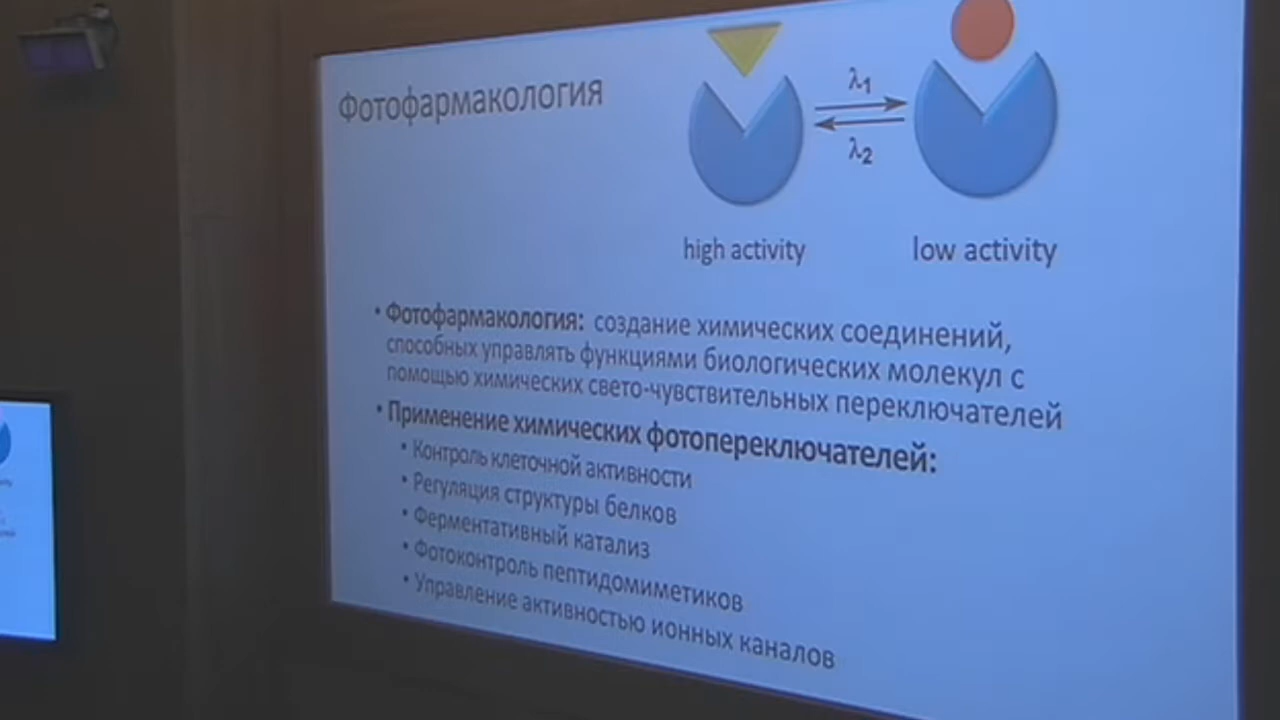 Фотофармакология
λ1
λ2
high activity
low activity
• Фотофармакология: создание химических соединений,
способных управлять функциями биологических молекул с
помощью химических свето-чувствительных переключателей
• Применение химических фотопереключателей:
• Контроль клеточной активности
• Регуляция структуры белков
• Ферментативный катализ
• Фотоконтроль пептидомиметиков
• Управление активностью ионных каналов